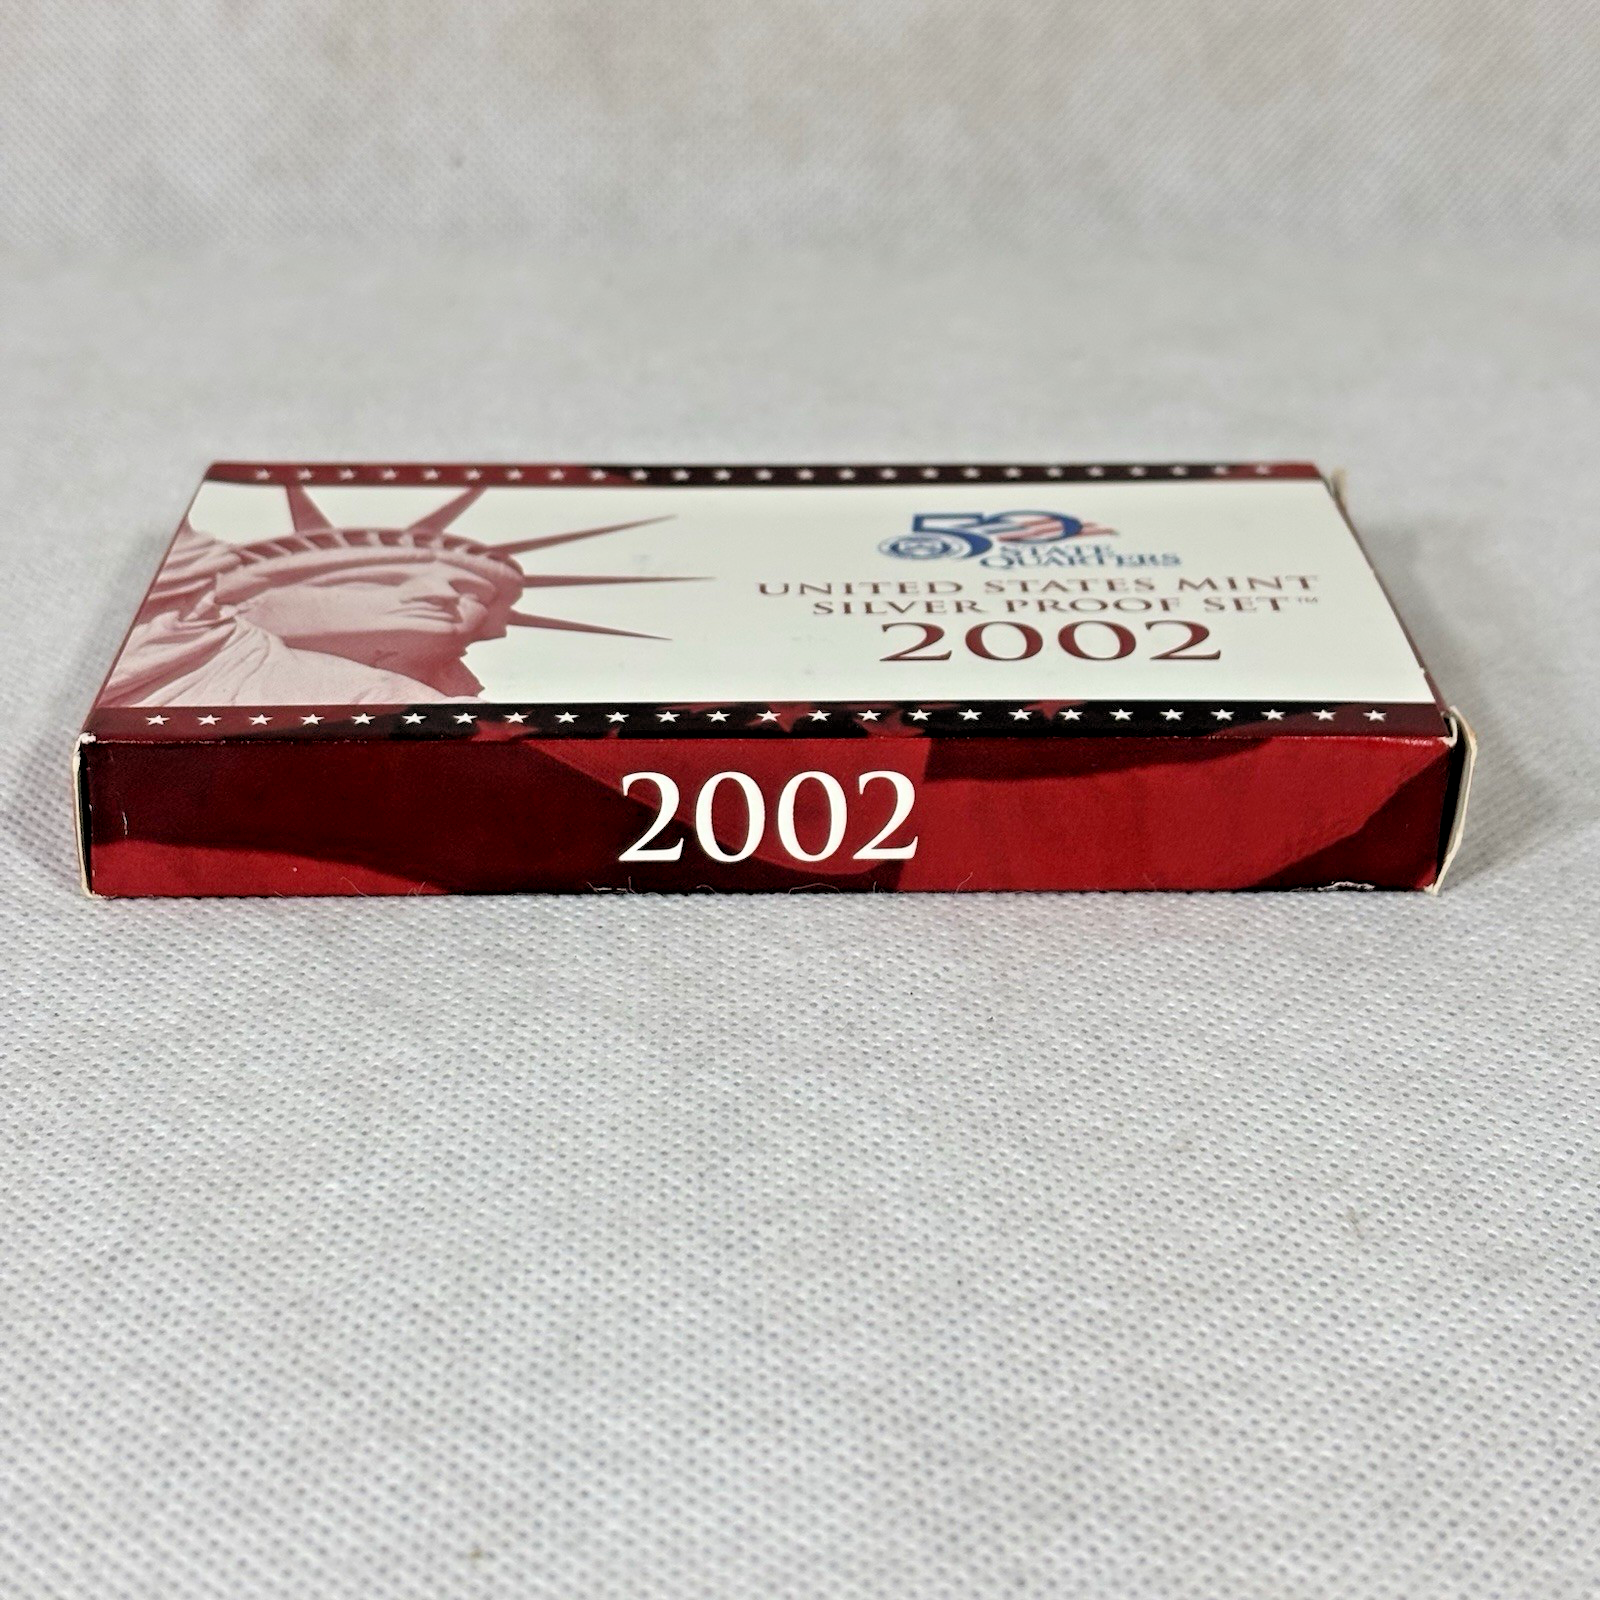 50
STATE
QUARTERS
UNITED STATES MINT
SILVER PROOF SET™
2002
2002